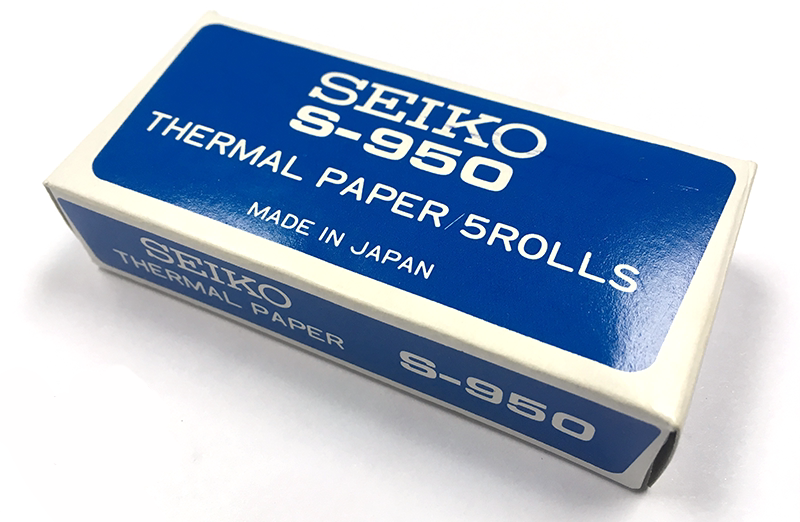 SEIKO
S-950
THERMAL PAPER/5ROLLS
MADE IN JAPAN
SEIKO
THERMAL PAPER
S-950